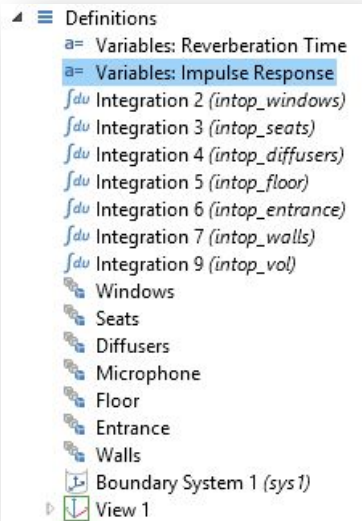 Definitions
a= Variables: Reverberation Time
a= Variables: Impulse Response
∫du Integration 2 (intop_windows)
∫du Integration 3 (intop_seats)
∫du Integration 4 (intop_diffusers)
∫du Integration 5 (intop_floor)
∫du Integration 6 (intop_entrance)
∫du Integration 7 (intop_walls)
∫du Integration 9 (intop_vol)
Windows
Seats
Diffusers
Microphone
Floor
Entrance
Walls
Boundary System 1 (sys1)
View 1